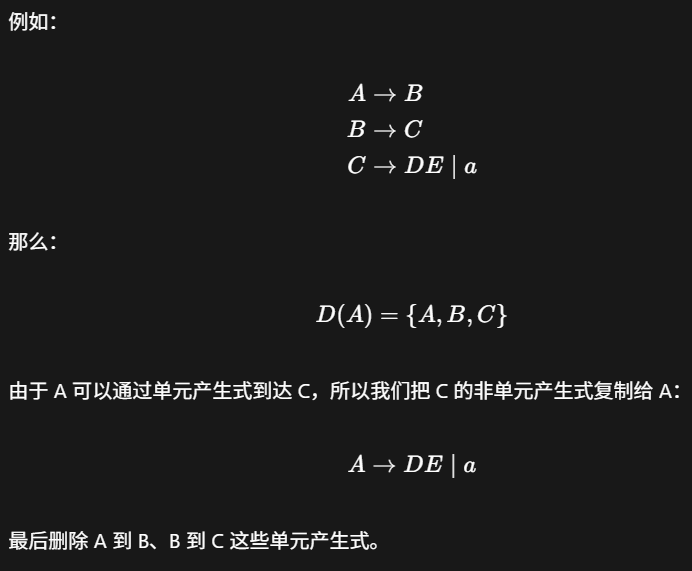 例如：
A → B
B → C
C → DE | a
那么：
D(A) = {A, B, C}
由于 A 可以通过单元产生式到达 C，所以我们把 C 的非单元产生式复制给 A：
A → DE | a
最后删除 A 到 B、B 到 C 这些单元产生式。